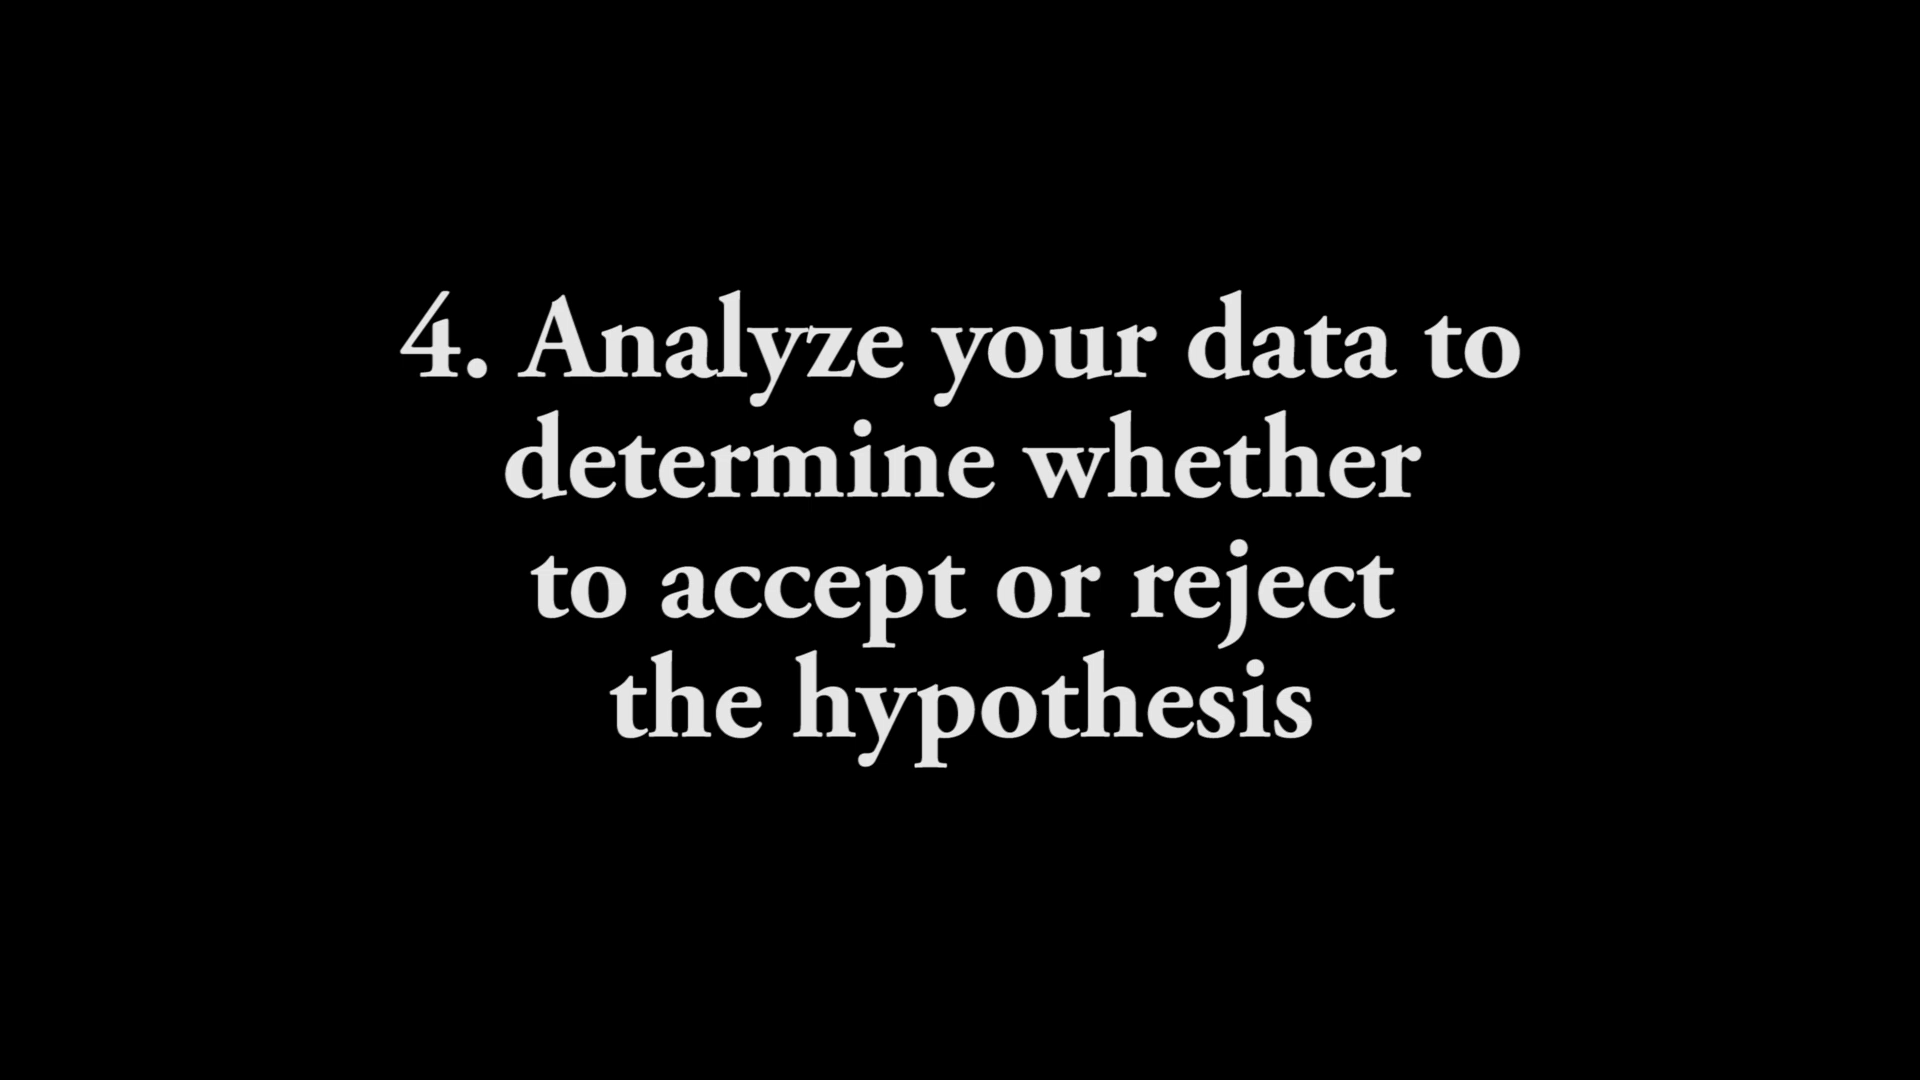 4. Analyze your data to
determine whether
to accept or reject
the hypothesis